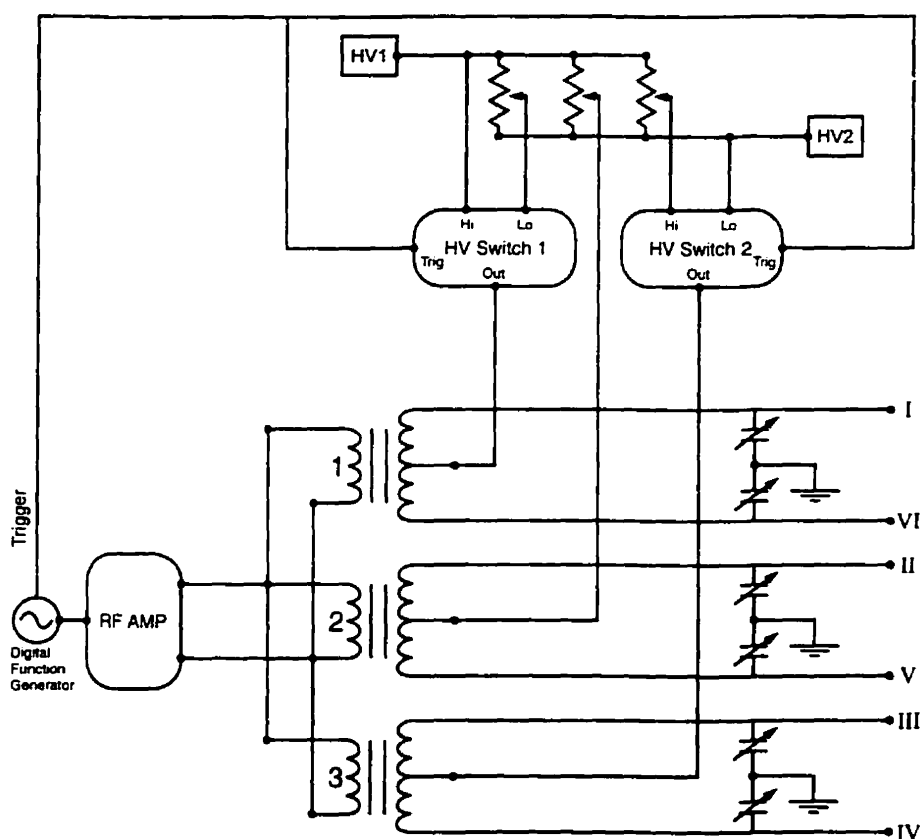 HV1
HV2
Hi
Lo
Hi
Lo
HV Switch 1
HV Switch 2
Trig
Trig
Out
Out
I
1
VI
Trigger
II
RF AMP
2
V
Digital
Function
Generator
III
3
IV